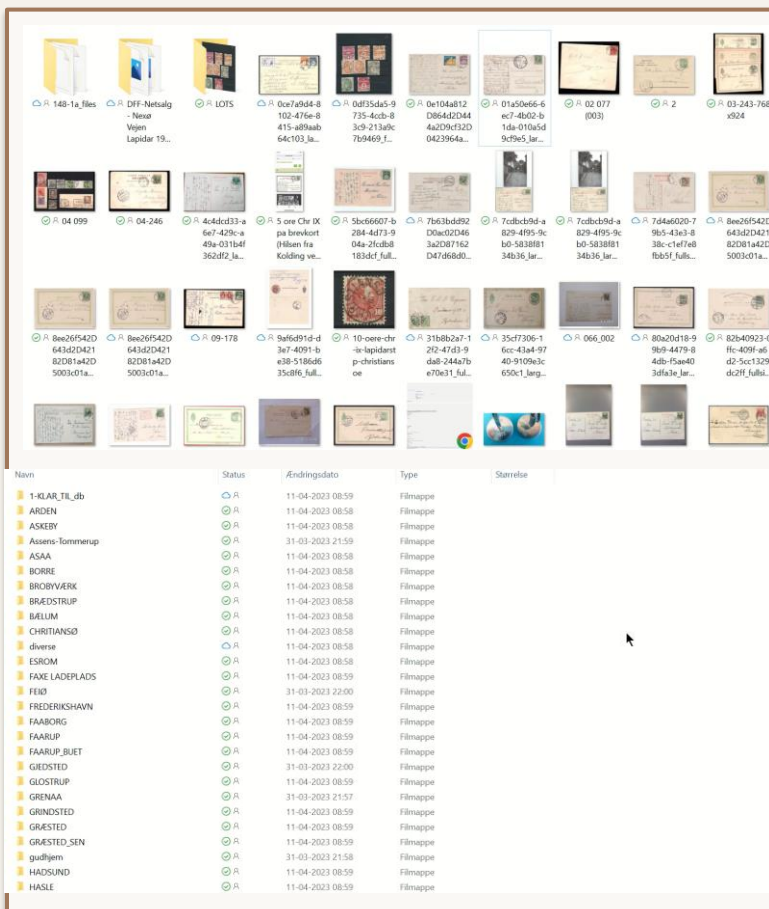 148-1a_files
DFF-Netsalg
- Nexø
Vejen
Lapidar 19...
LOTS
0ce7a9d4-8
102-476e-8
415-a89aab
64c103_la...
0df35da5-9
735-4ccb-8
3c9-213a9c
7b9469_f...
0e104a812
D864d2D44
4a2D9cf32D
0423964a...
01a50e66-6
ec7-4b02-b
1da-010a5d
9cf9e5_lar...
02 077
(003)
2
03-243-768
x924
04 099
04-246
4c4dcd33-a
6e7-429c-a
49a-031b4f
362df2_la...
5 ore Chr IX
pa brevkort
(Hilsen fra
Kolding ve...
5bc66607-b
284-4d73-9
04a-2fcdb8
183dcf_full...
7b63bdd92
D0ac02D46
3a2D87162
D47d68d0...
7cdbcb9d-a
829-4f95-9c
b0-5838f81
34b36_lar...
7cdbcb9d-a
829-4f95-9c
b0-5838f81
34b36_lar...
7d4a6020-7
9b5-43e3-8
38c-c1ef7e8
fbb5f_fulls...
8ee26f542D
643d2D421
82D81a42D
5003c01a...
8ee26f542D
643d2D421
82D81a42D
5003c01a...
8ee26f542D
643d2D421
82D81a42D
5003c01a...
09-178
9af6d91d-d
3e7-4091-b
e38-5186d6
35c8f6_full...
10-oere-chr
-ix-lapidarst
p-christians
oe
31b8b2a7-1
2f2-47d3-9
da8-244a7b
e70e31_ful...
35cf7306-1
6cc-43a4-97
40-9109e3c
650c1_larg...
066_002
80a20d18-9
9b9-4479-8
4db-f5ae40
3dfa3e_lar...
82b40923-0
ffc-409f-a6
d2-5cc1329
dc2ff_fullsi...
Navn Status Ændringsdato Type Størrelse
1-KLAR_TIL_db 11-04-2023 08:59 Filmappe
ARDEN 11-04-2023 08:58 Filmappe
ASKEBY 11-04-2023 08:58 Filmappe
Assens-Tommerup 31-03-2023 21:59 Filmappe
ASAA 11-04-2023 08:58 Filmappe
BORRE 11-04-2023 08:58 Filmappe
BROBYVÆRK 11-04-2023 08:58 Filmappe
BRÆDSTRUP 11-04-2023 08:58 Filmappe
BÆLUM 11-04-2023 08:58 Filmappe
CHRITIANSØ 11-04-2023 08:58 Filmappe
diverse 11-04-2023 08:58 Filmappe
ESROM 11-04-2023 08:58 Filmappe
FAXE LADEPLADS 11-04-2023 08:59 Filmappe
FEJØ 31-03-2023 22:00 Filmappe
FREDERIKSHAVN 11-04-2023 08:59 Filmappe
FAABORG 11-04-2023 08:59 Filmappe
FAARUP 11-04-2023 08:59 Filmappe
FAARUP_BUET 11-04-2023 08:59 Filmappe
GJEDSTED 31-03-2023 22:00 Filmappe
GLOSTRUP 11-04-2023 08:59 Filmappe
GRENAA 31-03-2023 21:57 Filmappe
GRINDSTED 11-04-2023 08:59 Filmappe
GRÆSTED 11-04-2023 08:59 Filmappe
GRÆSTED_SEN 11-04-2023 08:59 Filmappe
gudhjem 31-03-2023 21:58 Filmappe
HADSUND 11-04-2023 08:59 Filmappe
HASLE 11-04-2023 08:59 Filmappe